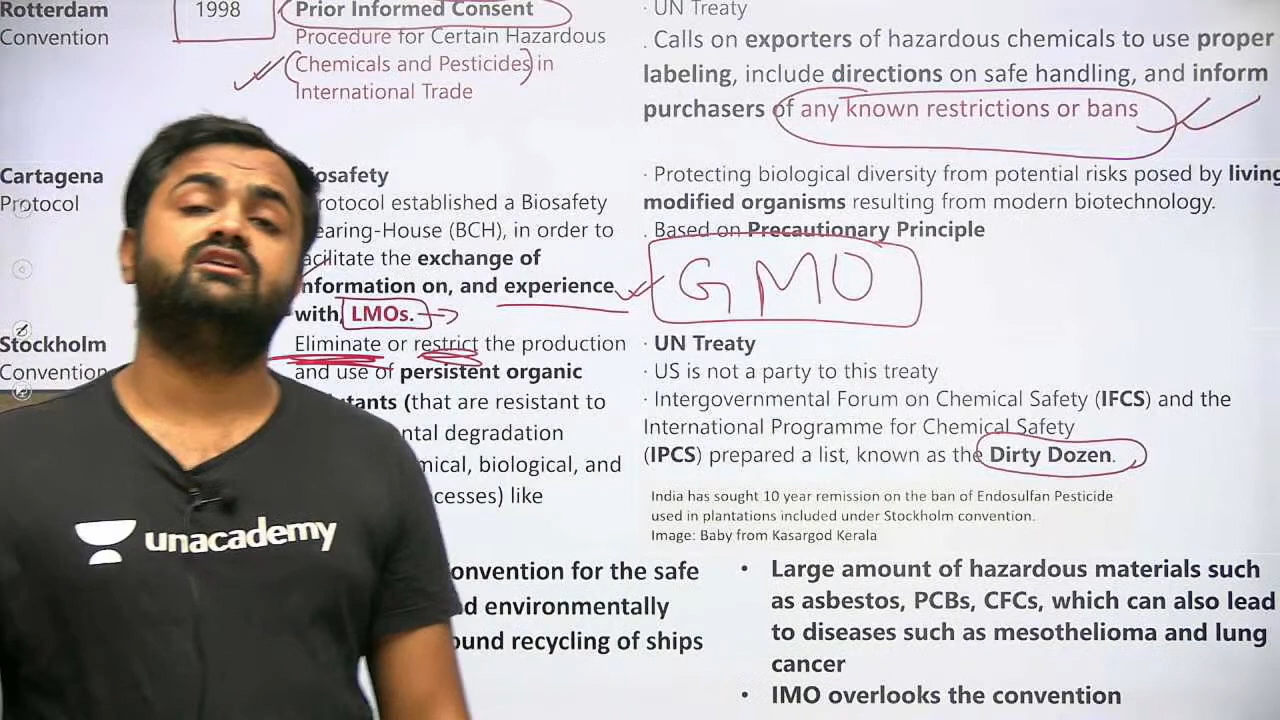 Rotterdam
Convention
1998
Prior Informed Consent
Procedure for Certain Hazardous
Chemicals and Pesticides in
International Trade
· UN Treaty
. Calls on exporters of hazardous chemicals to use proper
labeling, include directions on safe handling, and inform
purchasers of any known restrictions or bans
Cartagena
Protocol
iosafety
rotocol established a Biosafety
earing-House (BCH), in order to
acilitate the exchange of
nformation on, and experience
with LMOs.
· Protecting biological diversity from potential risks posed by living
modified organisms resulting from modern biotechnology.
. Based on Precautionary Principle
GMO
Stockholm
Convention
Eliminate or restrict the production
and use of persistent organic
tants (that are resistant to
ntal degradation
mical, biological, and
cesses) like
· UN Treaty
· US is not a party to this treaty
· Intergovernmental Forum on Chemical Safety (IFCS) and the
International Programme for Chemical Safety
(IPCS) prepared a list, known as the Dirty Dozen.
India has sought 10 year remission on the ban of Endosulfan Pesticide
used in plantations included under Stockholm convention.
Image: Baby from Kasargod Kerala
onvention for the safe
d environmentally
ound recycling of ships
• Large amount of hazardous materials such
as asbestos, PCBs, CFCs, which can also lead
to diseases such as mesothelioma and lung
cancer
• IMO overlooks the convention
unacademy